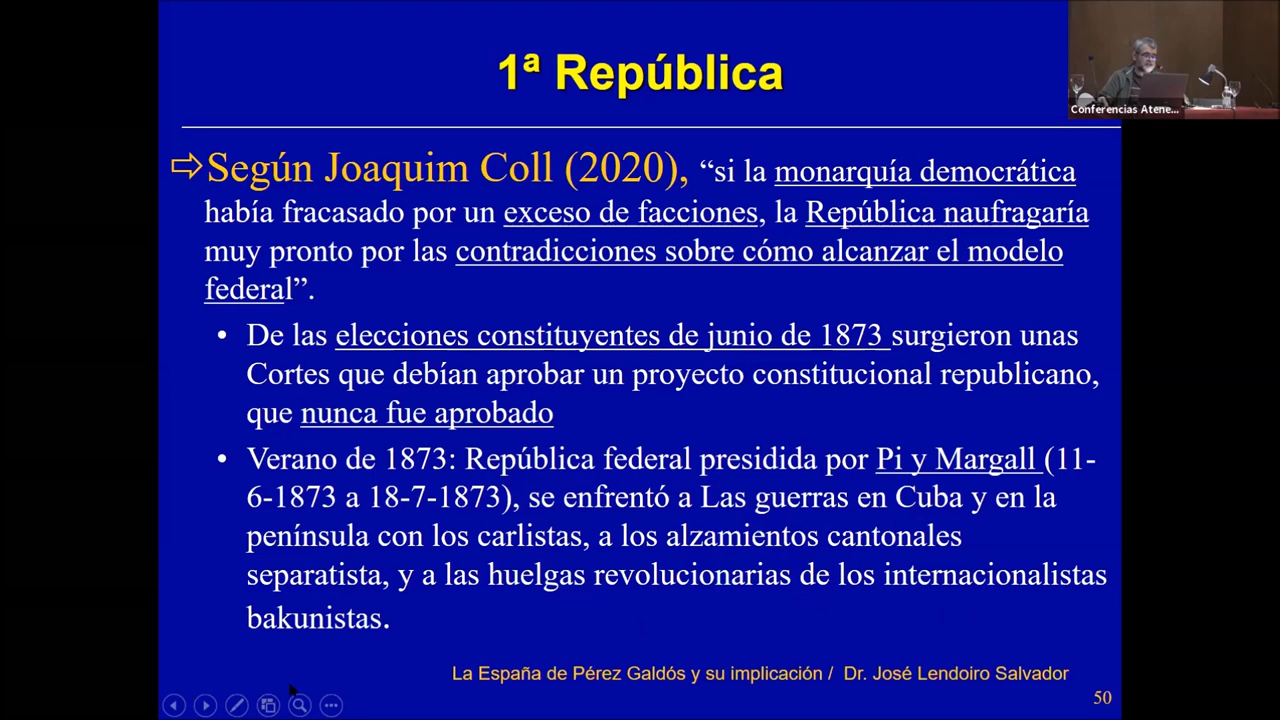 1ª República
Conferencias Atene...
⇨Según Joaquim Coll (2020), “si la monarquía democrática
había fracasado por un exceso de facciones, la República naufragaría
muy pronto por las contradicciones sobre cómo alcanzar el modelo
federal”.
• De las elecciones constituyentes de junio de 1873 surgieron unas
Cortes que debían aprobar un proyecto constitucional republicano,
que nunca fue aprobado
• Verano de 1873: República federal presidida por Pi y Margall (11-
6-1873 a 18-7-1873), se enfrentó a Las guerras en Cuba y en la
península con los carlistas, a los alzamientos cantonales
separatista, y a las huelgas revolucionarias de los internacionalistas
bakunistas.
La España de Pérez Galdós y su implicación / Dr. José Lendoiro Salvador
50